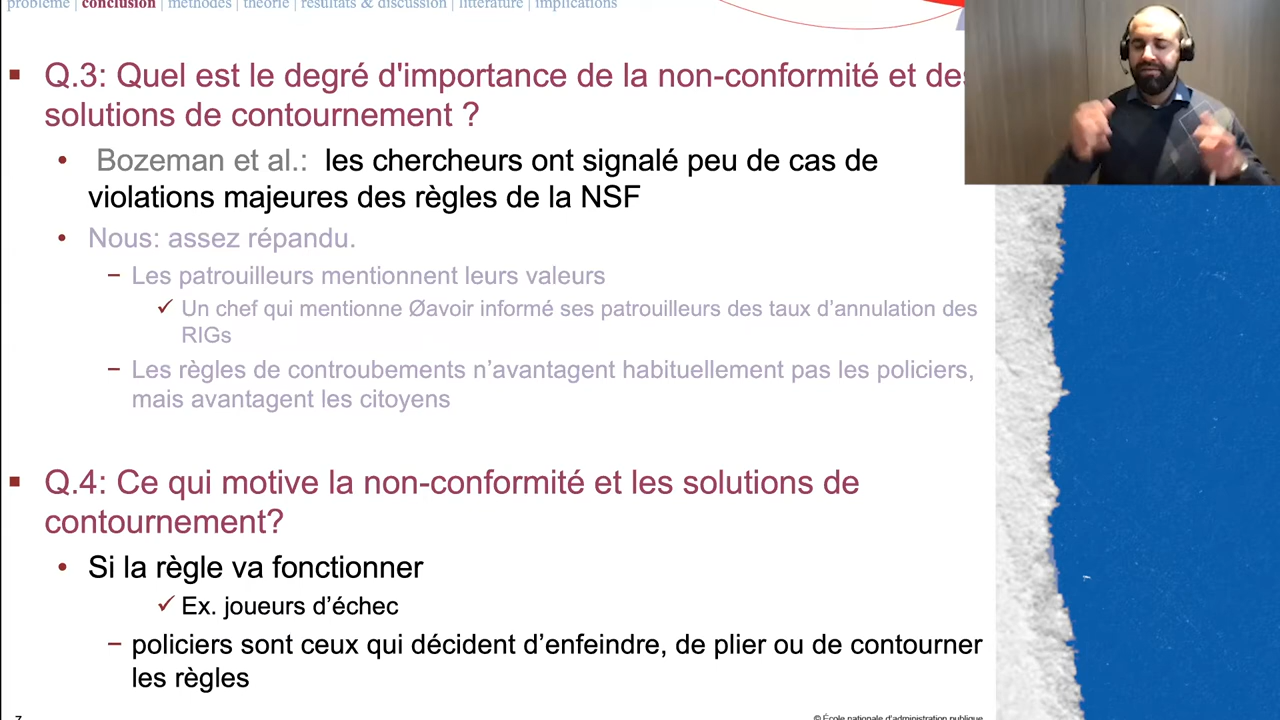 problème | conclusion | méthodes | théorie | résultats & discussion | littérature | implications
Q.3: Quel est le degré d'importance de la non-conformité et des
solutions de contournement ?
Bozeman et al.: les chercheurs ont signalé peu de cas de
violations majeures des règles de la NSF
Nous: assez répandu.
Les patrouilleurs mentionnent leurs valeurs
Un chef qui mentionne Øavoir informé ses patrouilleurs des taux d'annulation des
RIGs
Les règles de controubements n'avantagent habituellement pas les policiers,
mais avantagent les citoyens
Q.4: Ce qui motive la non-conformité et les solutions de
contournement?
Si la règle va fonctionner
Ex. joueurs d'échec
policiers sont ceux qui décident d'enfeindre, de plier ou de contourner
les règles
7
© École nationale d'administration publique